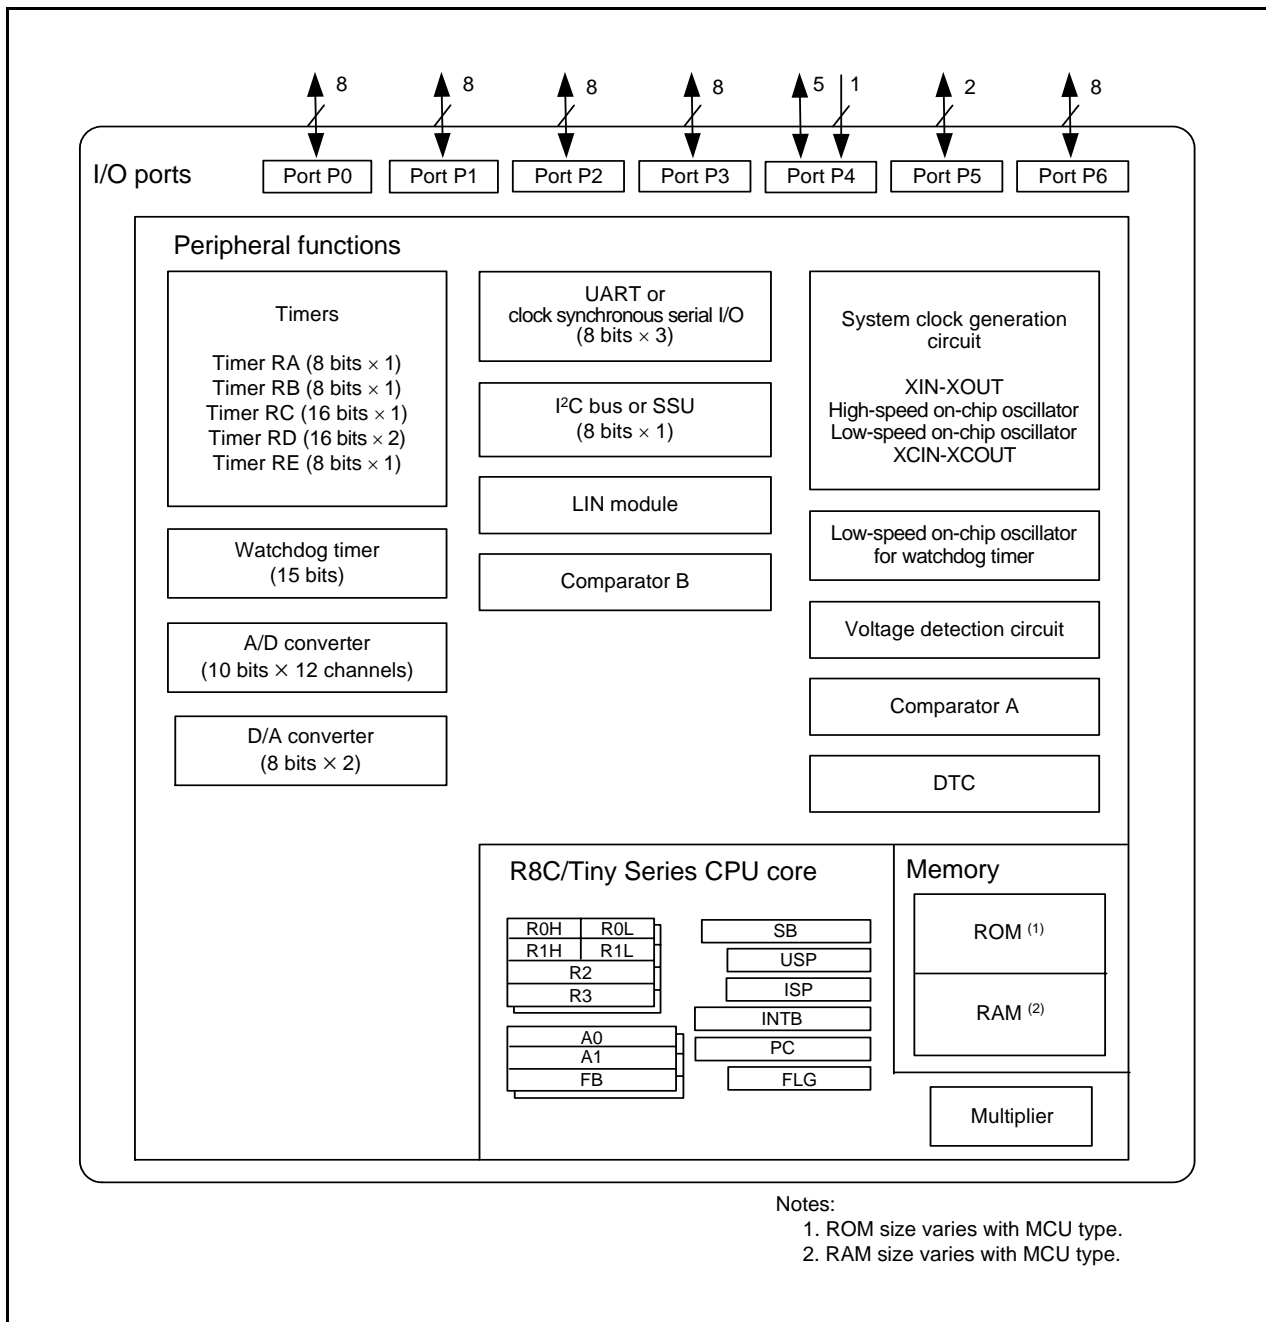 8 8 8 8 5 1 2 8
I/O ports
Port P0 Port P1 Port P2 Port P3 Port P4 Port P5 Port P6
Peripheral functions
Timers
Timer RA (8 bits × 1)
Timer RB (8 bits × 1)
Timer RC (16 bits × 1)
Timer RD (16 bits × 2)
Timer RE (8 bits × 1)
Watchdog timer
(15 bits)
A/D converter
(10 bits × 12 channels)
D/A converter
(8 bits × 2)
UART or
clock synchronous serial I/O
(8 bits × 3)
I²C bus or SSU
(8 bits × 1)
LIN module
Comparator B
System clock generation
circuit
XIN-XOUT
High-speed on-chip oscillator
Low-speed on-chip oscillator
XCIN-XCOUT
Low-speed on-chip oscillator
for watchdog timer
Voltage detection circuit
Comparator A
DTC
R8C/Tiny Series CPU core
R0H R0L
R1H R1L
R2
R3
A0
A1
FB
SB
USP
ISP
INTB
PC
FLG
Memory
ROM (1)
RAM (2)
Multiplier
Notes:
1. ROM size varies with MCU type.
2. RAM size varies with MCU type.